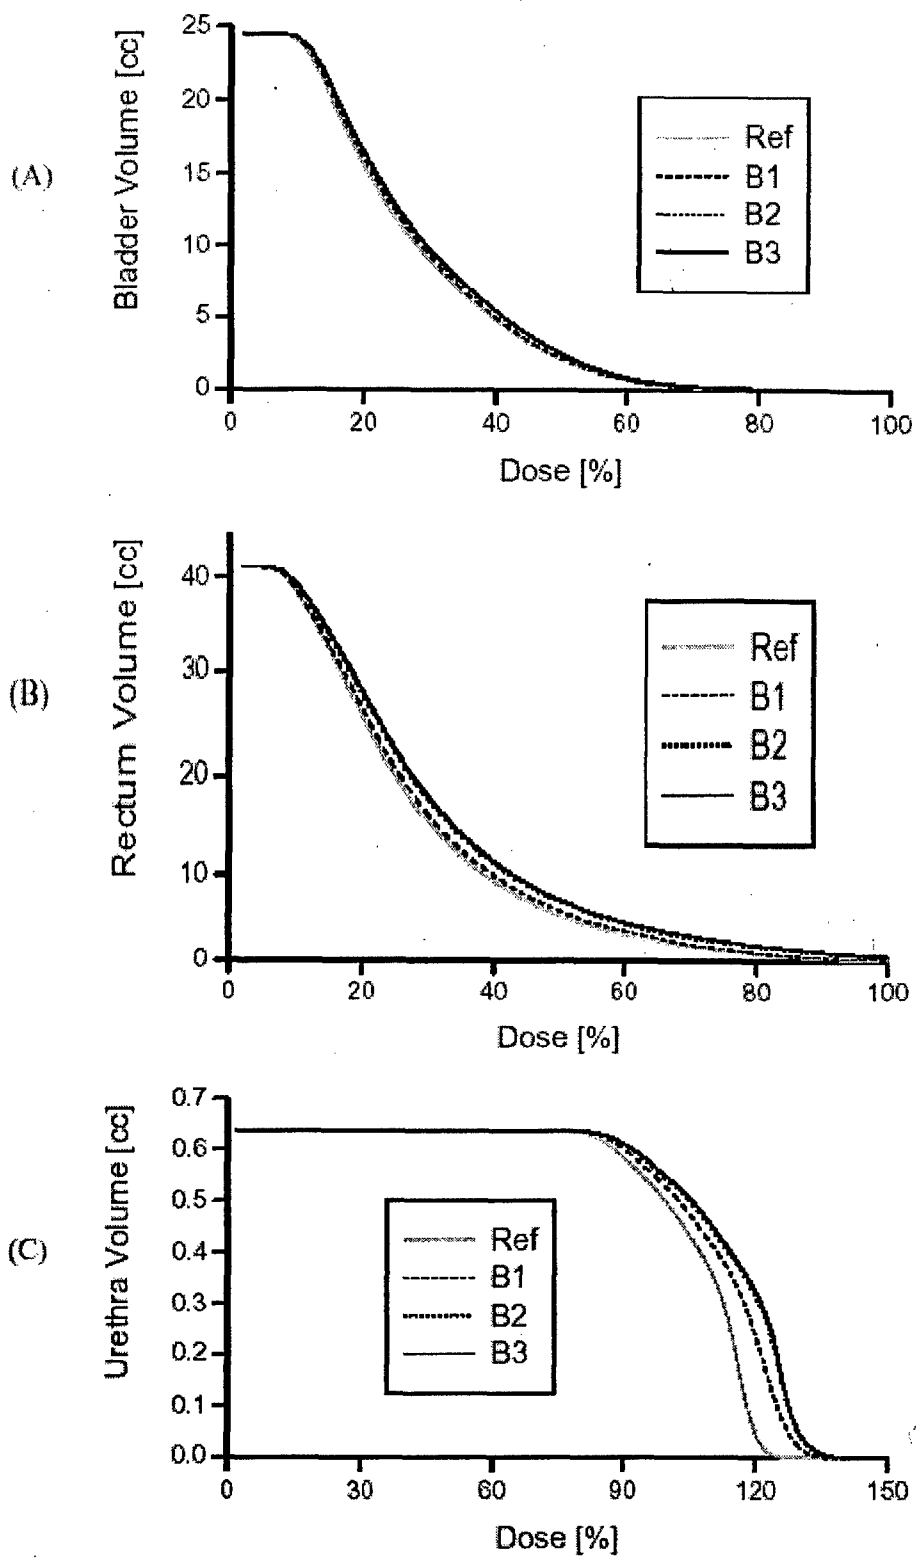 (A)
Bladder Volume [cc]
25
20
15
10
5
0
0 20 40 60 80 100
Dose [%]
Ref
B1
B2
B3
(B)
Rectum Volume [cc]
40
30
20
10
0
0 20 40 60 80 100
Dose [%]
Ref
B1
B2
B3
(C)
Urethra Volume [cc]
0.7
0.6
0.5
0.4
0.3
0.2
0.1
0.0
0 30 60 90 120 150
Dose [%]
Ref
B1
B2
B3